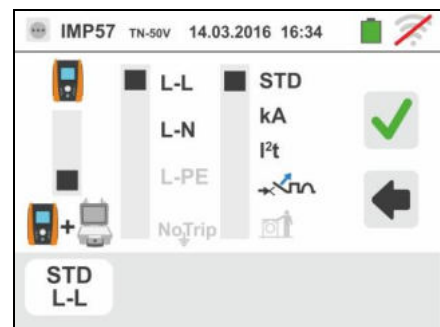 IMP57 TN-50V 14.03.2016 16:34
L-L STD
L-N kA
I²t
L-PE
+
NoTrip
STD
L-L